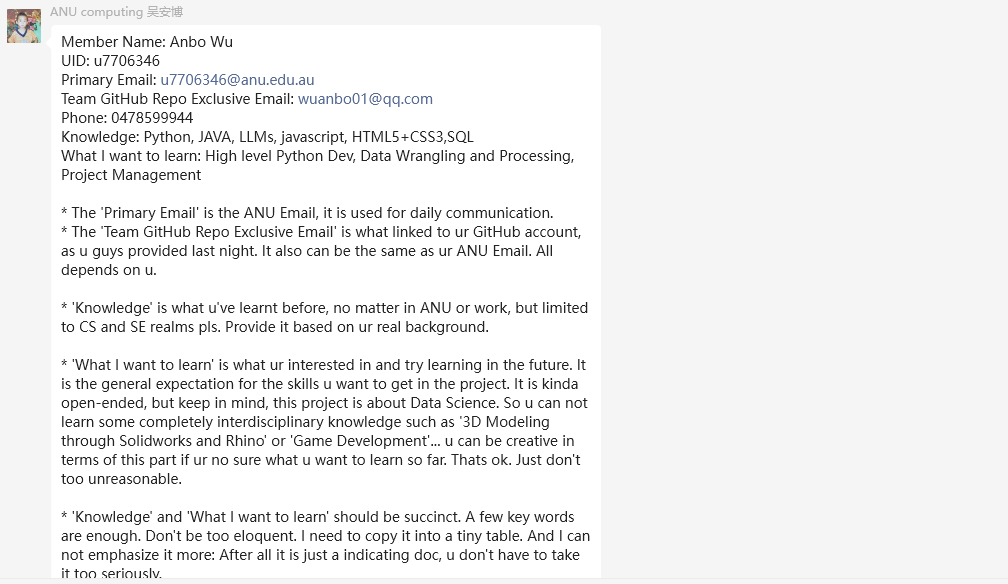 ANU computing 吴安博
Member Name: Anbo Wu
UID: u7706346
Primary Email: u7706346@anu.edu.au
Team GitHub Repo Exclusive Email: wuanbo01@qq.com
Phone: 0478599944
Knowledge: Python, JAVA, LLMs, javascript, HTML5+CSS3,SQL
What I want to learn: High level Python Dev, Data Wrangling and Processing,
Project Management
* The 'Primary Email' is the ANU Email, it is used for daily communication.
* The 'Team GitHub Repo Exclusive Email' is what linked to ur GitHub account,
as u guys provided last night. It also can be the same as ur ANU Email. All
depends on u.
* 'Knowledge' is what u've learnt before, no matter in ANU or work, but limited
to CS and SE realms pls. Provide it based on ur real background.
* 'What I want to learn' is what ur interested in and try learning in the future. It
is the general expectation for the skills u want to get in the project. It is kinda
open-ended, but keep in mind, this project is about Data Science. So u can not
learn some completely interdisciplinary knowledge such as '3D Modeling
through Solidworks and Rhino' or 'Game Development'... u can be creative in
terms of this part if ur no sure what u want to learn so far. Thats ok. Just don't
too unreasonable.
* 'Knowledge' and 'What I want to learn' should be succinct. A few key words
are enough. Don't be too eloquent. I need to copy it into a tiny table. And I can
not emphasize it more: After all it is just a indicating doc, u don't have to take
it too seriously.